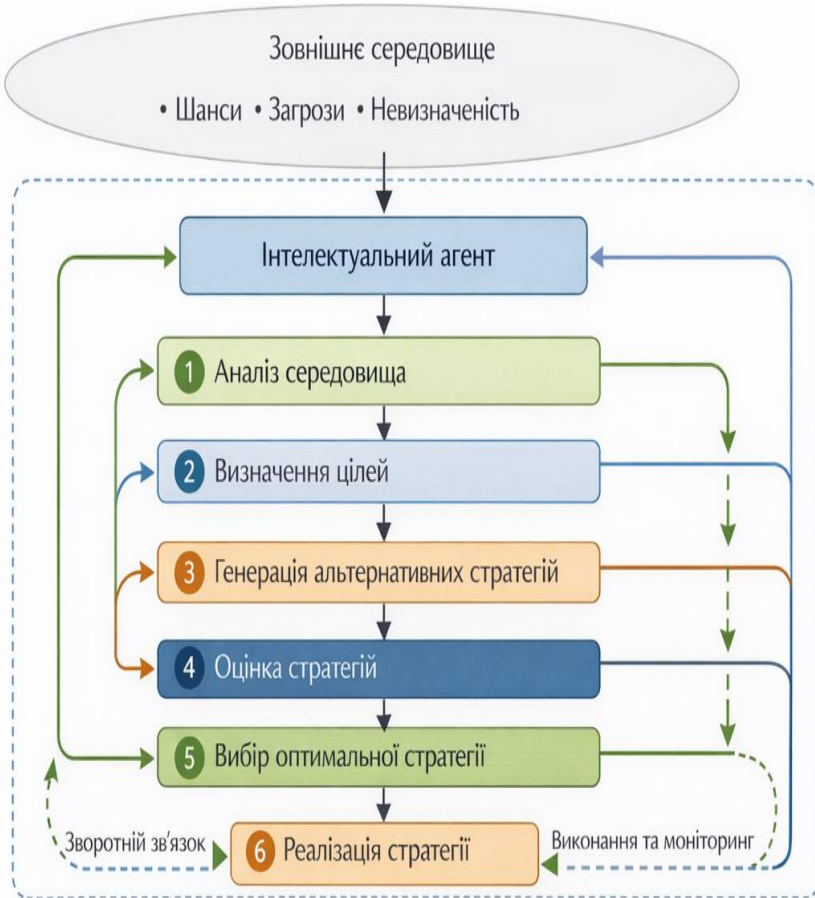 Зовнішнє середовище
• Шанси • Загрози • Невизначеність
Інтелектуальний агент
1 Аналіз середовища
2 Визначення цілей
3 Генерація альтернативних стратегій
4 Оцінка стратегій
5 Вибір оптимальної стратегії
Зворотній зв'язок
6 Реалізація стратегії
Виконання та моніторинг